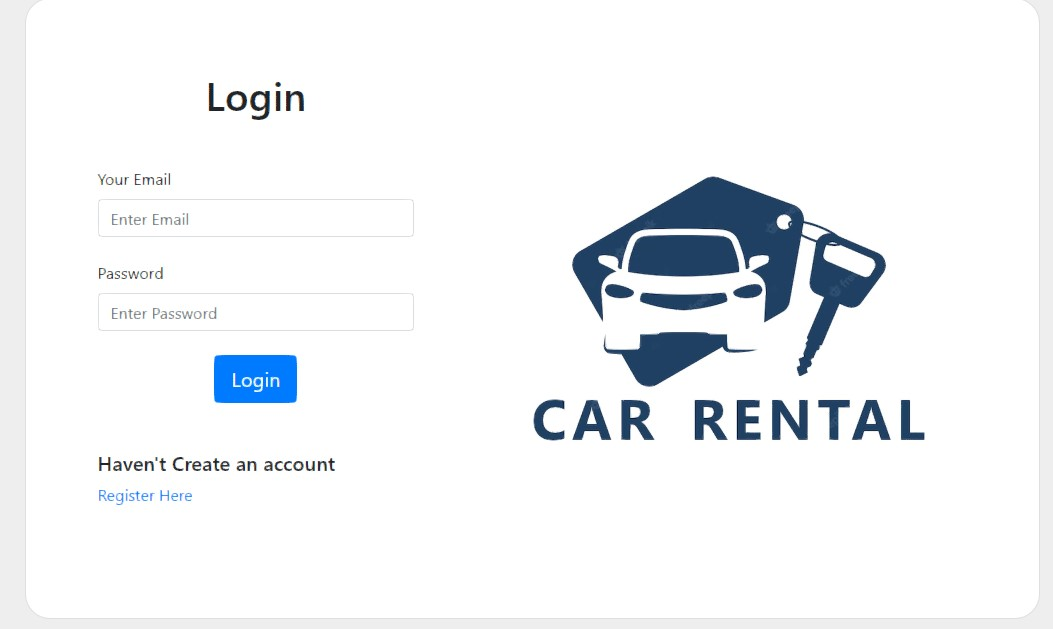 Login
Your Email
Enter Email
Password
Enter Password
Login
Haven't Create an account
Register Here
CAR RENTAL